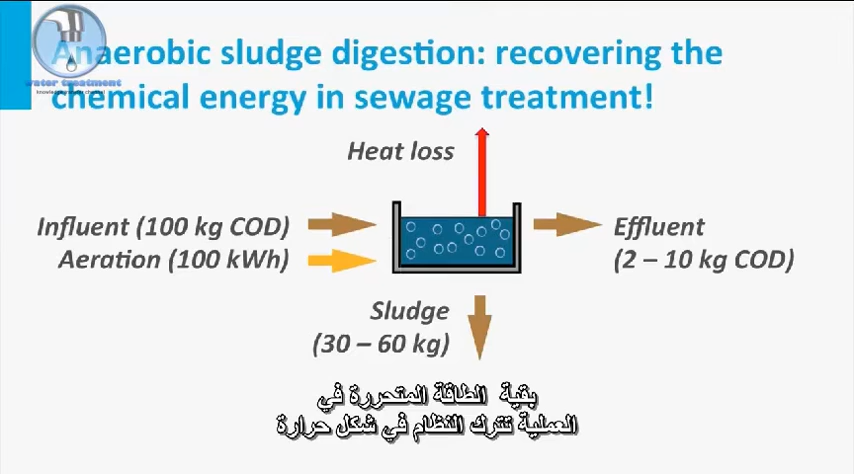 Anaerobic sludge digestion: recovering the
chemical energy in sewage treatment!
water treatment
Heat loss
Influent (100 kg COD)
Aeration (100 kWh)
Effluent
(2 – 10 kg COD)
Sludge
(30 – 60 kg)
بقية الطاقة المتحررة في
العملية تترك النظام في شكل حرارة